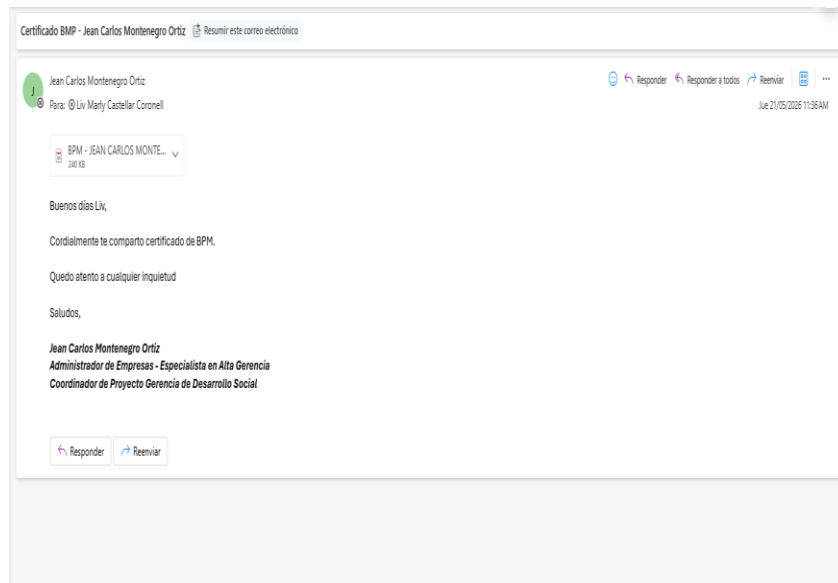 Certificado BMP - Jean Carlos Montenegro Ortiz Resumir este correo electrónico
J
Jean Carlos Montenegro Ortiz
Responder Responder a todos Reenviar ...
Para: Liv Marly Castellar Coronell
Jue 21/05/2026 11:36 AM
BPM - JEAN CARLOS MONTE...
240 KB
Buenos días Liv,
Cordialmente te comparto certificado de BPM.
Quedo atento a cualquier inquietud
Saludos,
Jean Carlos Montenegro Ortiz
Administrador de Empresas - Especialista en Alta Gerencia
Coordinador de Proyecto Gerencia de Desarrollo Social
Responder Reenviar